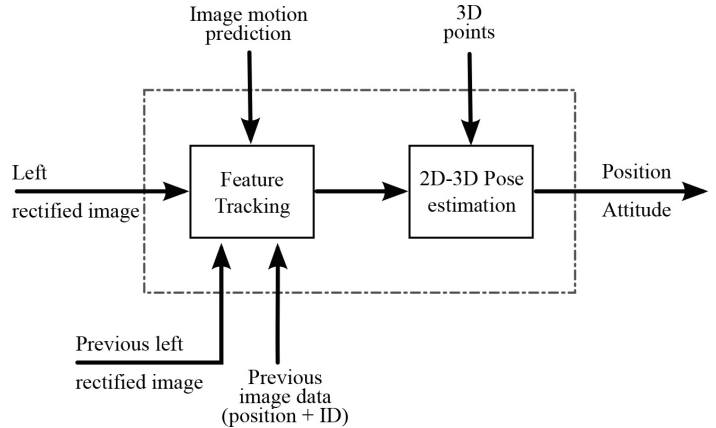 Image motion
prediction
3D
points
Left
rectified image
Feature
Tracking
2D-3D Pose
estimation
Position
Attitude
Previous left
rectified image
Previous
image data
(position + ID)